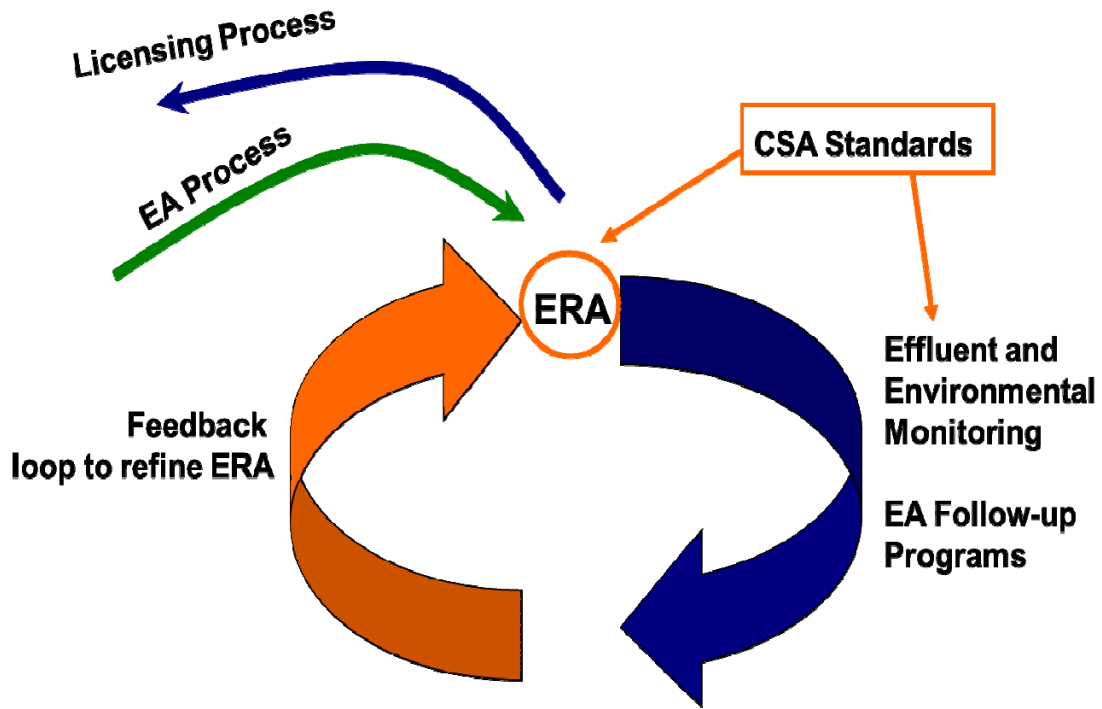 Licensing Process
EA Process
CSA Standards
ERA
Effluent and
Environmental
Monitoring
Feedback
loop to refine ERA
EA Follow-up
Programs